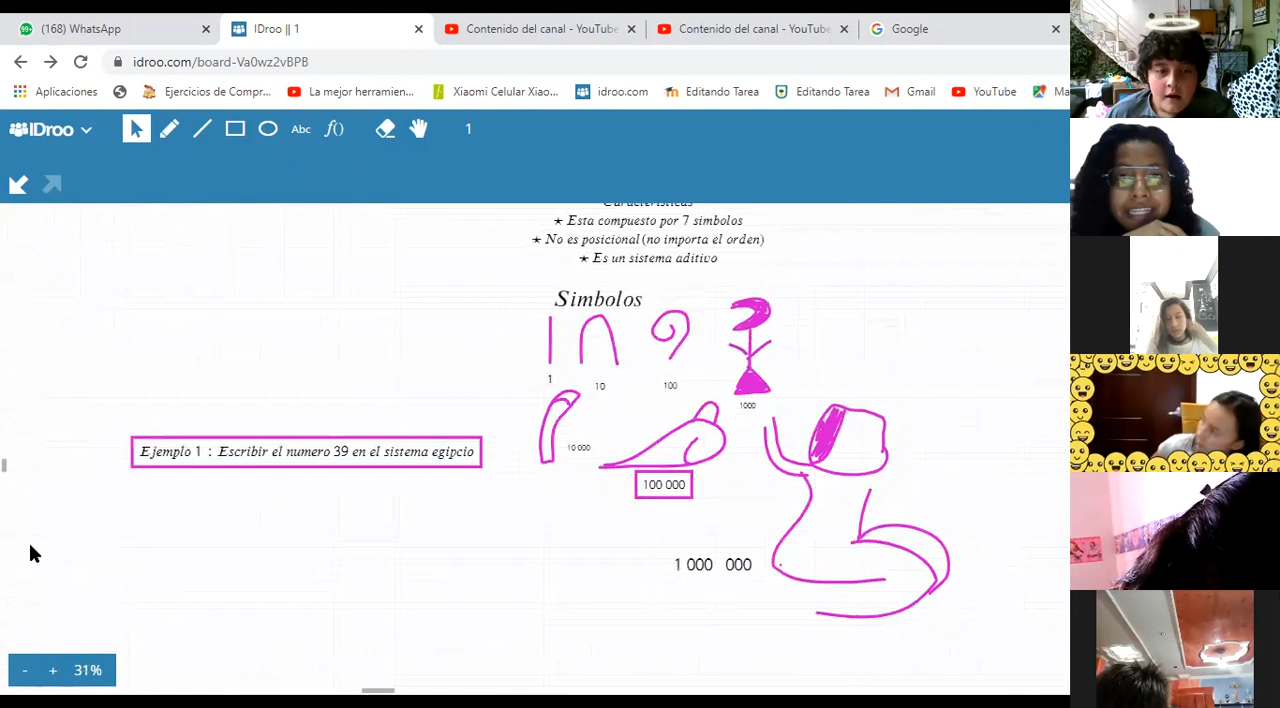 99+ (168) WhatsApp
IDroo || 1
Contenido del canal - YouTube
Contenido del canal - YouTube
Google
idroo.com/board-Va0wz2vBPB
Aplicaciones
Ejercicios de Compr...
La mejor herramien...
Xiaomi Celular Xiao...
idroo.com
Editando Tarea
Editando Tarea
Gmail
YouTube
Ma
IDroo
Abc
f()
1
Caracteristicas
★ Esta compuesto por 7 simbolos
★ No es posicional(no importa el orden)
★ Es un sistema aditivo
Simbolos
1
10
100
1000
10 000
100 000
1 000 000
Ejemplo 1 : Escribir el numero 39 en el sistema egipcio
- + 31%